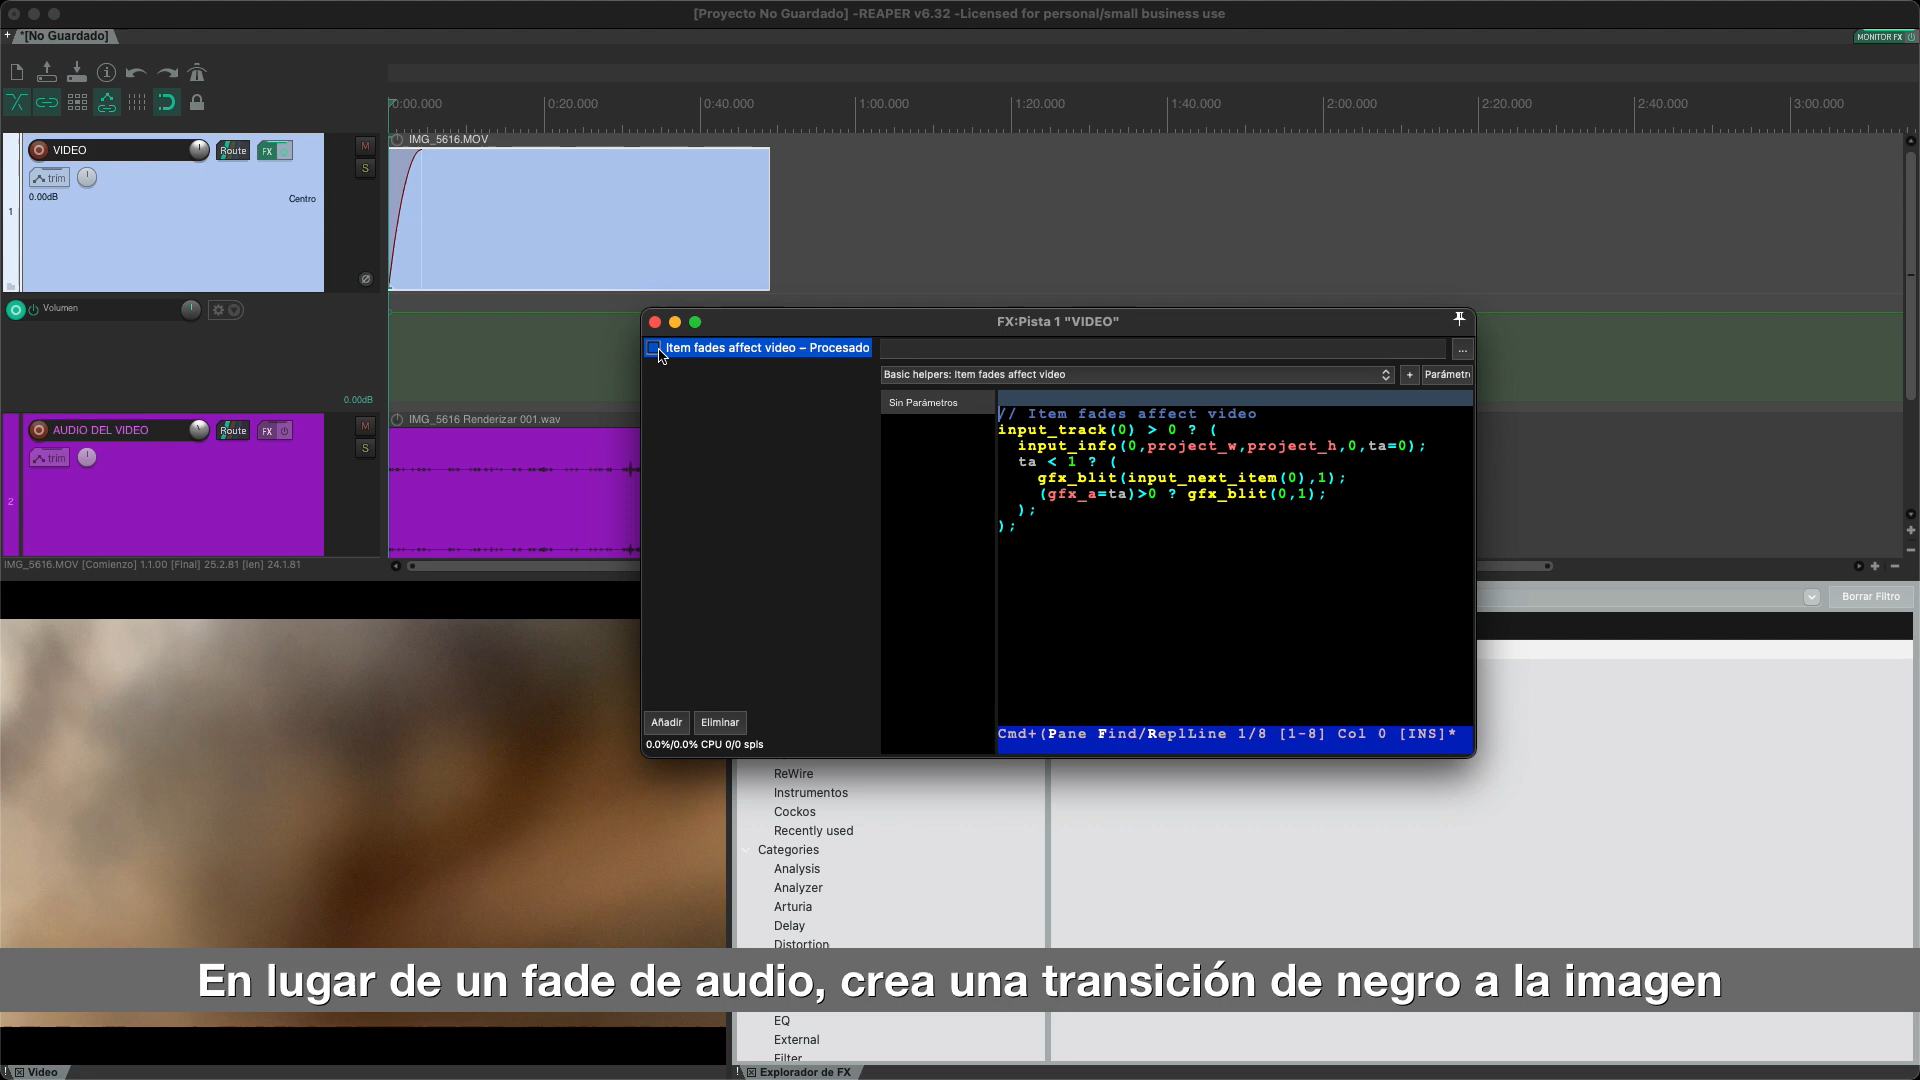 [Proyecto No Guardado] -REAPER v6.32 -Licensed for personal/small business use
+ *[No Guardado]
MONITOR FX
0:00.000 0:20.000 0:40.000 1:00.000 1:20.000 1:40.000 2:00.000 2:20.000 2:40.000 3:00.000
IMG_5616.MOV
VIDEO Route FX M
trim S
0.00dB
Centro
1
Volumen
0.00dB
FX:Pista 1 "VIDEO"
Item fades affect video – Procesado
...
Basic helpers: Item fades affect video + Parámetr
Sin Parámetros
// Item fades affect video
input_track(0) > 0 ? (
input_info(0,project_w,project_h,0,ta=0);
ta < 1 ? (
gfx_blit(input_next_item(0),1);
(gfx_a=ta)>0 ? gfx_blit(0,1);
);
);
Cmd+(Pane Find/ReplLine 1/8 [1-8] Col 0 [INS]*
Añadir Eliminar
0.0%/0.0% CPU 0/0 spls
IMG_5616 Renderizar 001.wav
AUDIO DEL VIDEO Route FX M
trim S
2
IMG_5616.MOV [Comienzo] 1.1.00 [Final] 25.2.81 [len] 24.1.81
Borrar Filtro
ReWire
Instrumentos
Cockos
Recently used
Categories
Analysis
Analyzer
Arturia
Delay
Distortion
En lugar de un fade de audio, crea una transición de negro a la imagen
EQ
External
Filter
! Video
! Explorador de FX